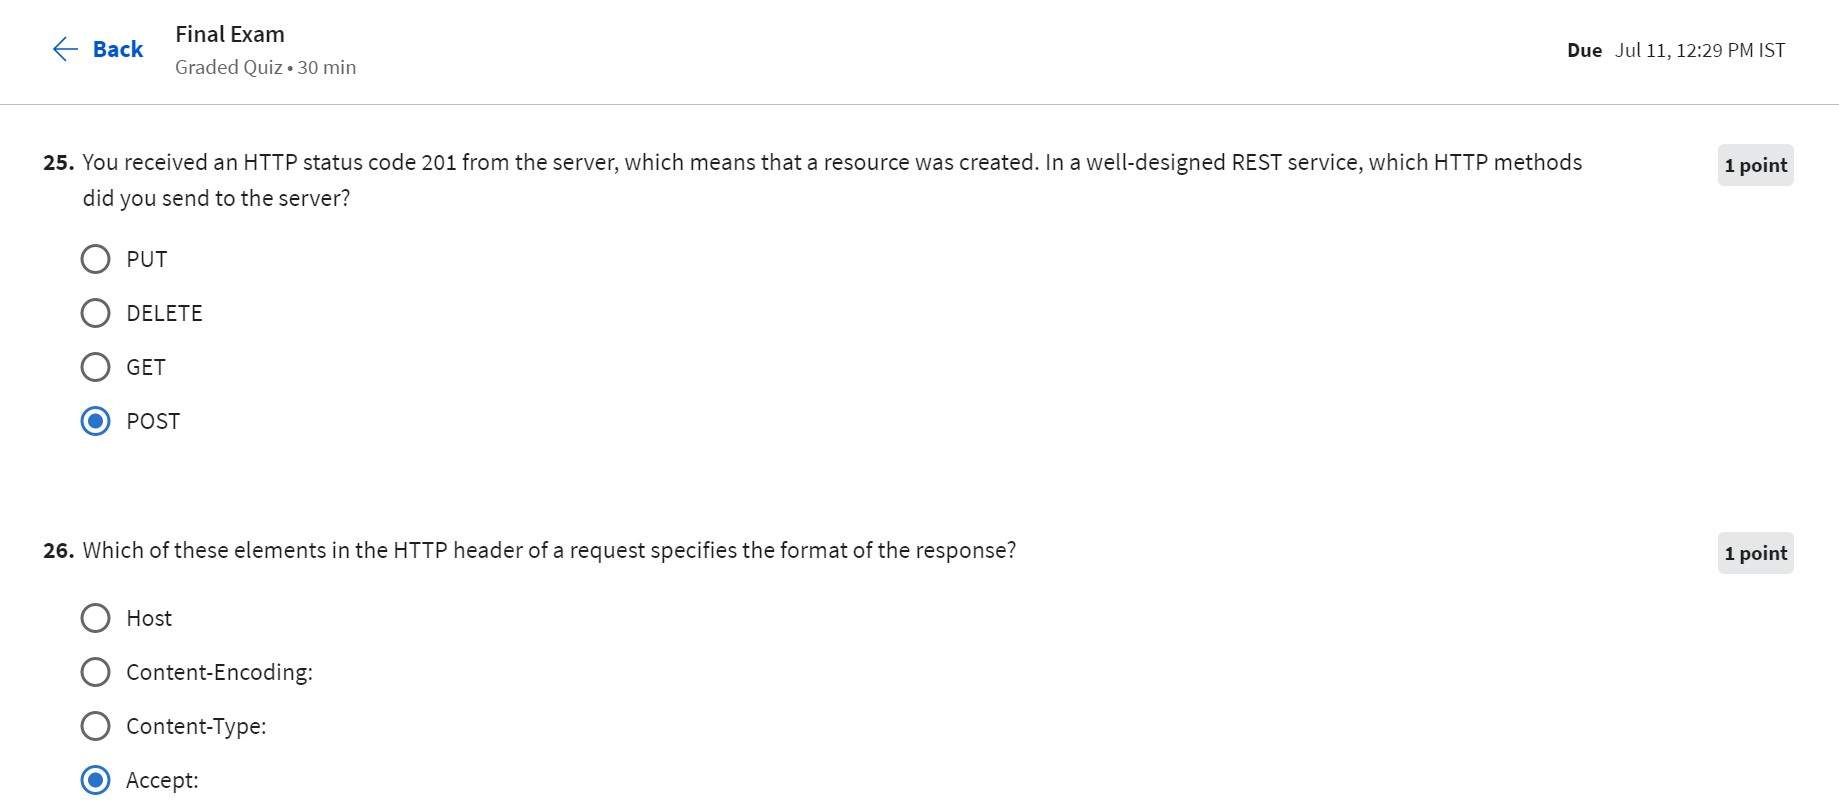 Back
Final Exam
Graded Quiz • 30 min
Due Jul 11, 12:29 PM IST
25. You received an HTTP status code 201 from the server, which means that a resource was created. In a well-designed REST service, which HTTP methods
did you send to the server?
1 point
PUT
DELETE
GET
POST
26. Which of these elements in the HTTP header of a request specifies the format of the response?
1 point
Host
Content-Encoding:
Content-Type:
Accept: